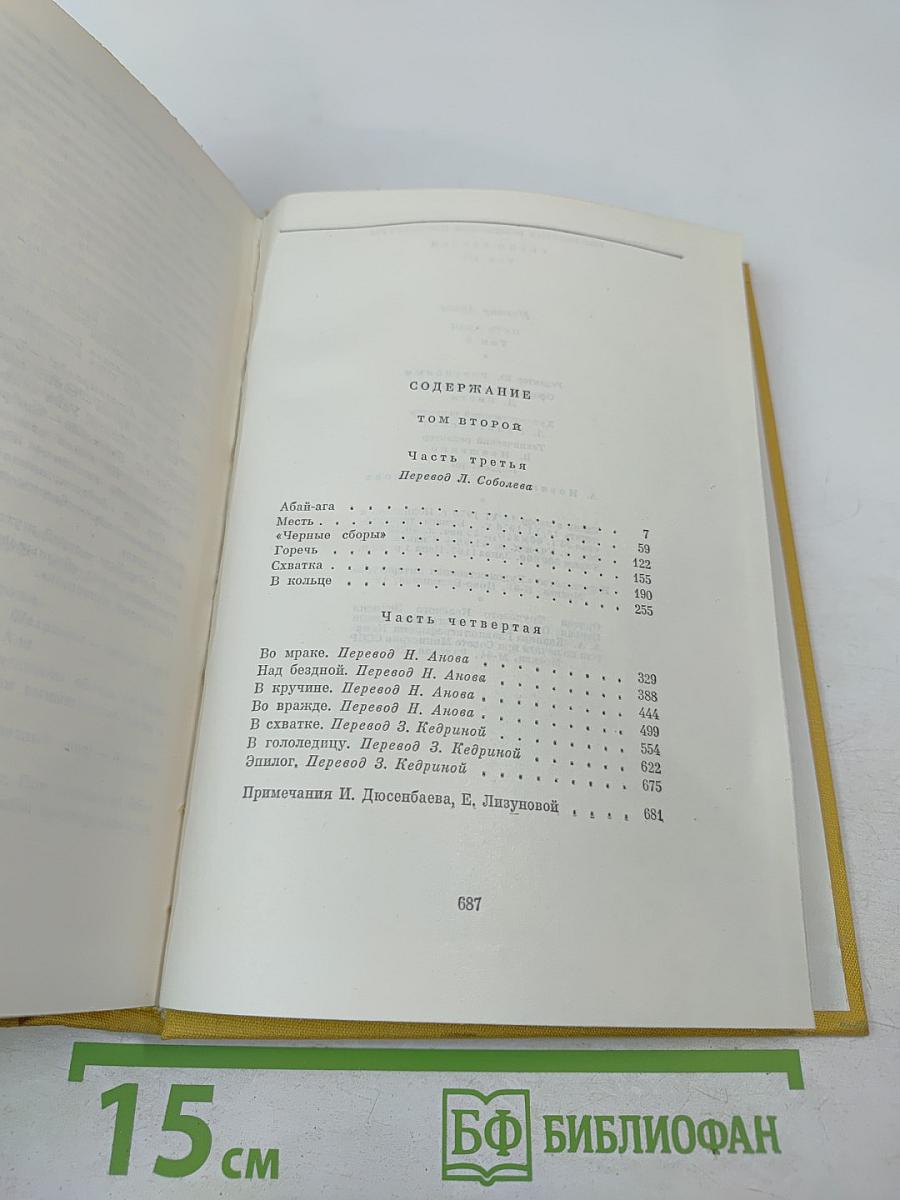 СОДЕРЖАНИЕ
ТОМ ВТОРОЙ
Часть третья
Перевод Л. Соболева
Абай-ага . . . . . . . . . . . . . . . . . . 7
Месть . . . . . . . . . . . . . . . . . . . 59
«Черные сборы» . . . . . . . . . . . . . . 122
Горечь . . . . . . . . . . . . . . . . . . 155
Схватка . . . . . . . . . . . . . . . . . . 190
В кольце . . . . . . . . . . . . . . . . . 255
Часть четвертая
Во мраке. Перевод Н. Анова . . . . . . . . 329
Над бездной. Перевод Н. Анова . . . . . . . 388
В кручине. Перевод Н. Анова . . . . . . . . 444
Во вражде. Перевод Н. Анова . . . . . . . . 499
В схватке. Перевод З. Кедриной . . . . . . . 554
В гололедицу. Перевод З. Кедриной . . . . . 622
Эпилог. Перевод З. Кедриной . . . . . . . . 675
Примечания И. Дюсенбаева, Е. Лизуновой . . . . 681
687
15 см
БФ БИБЛИОФАН